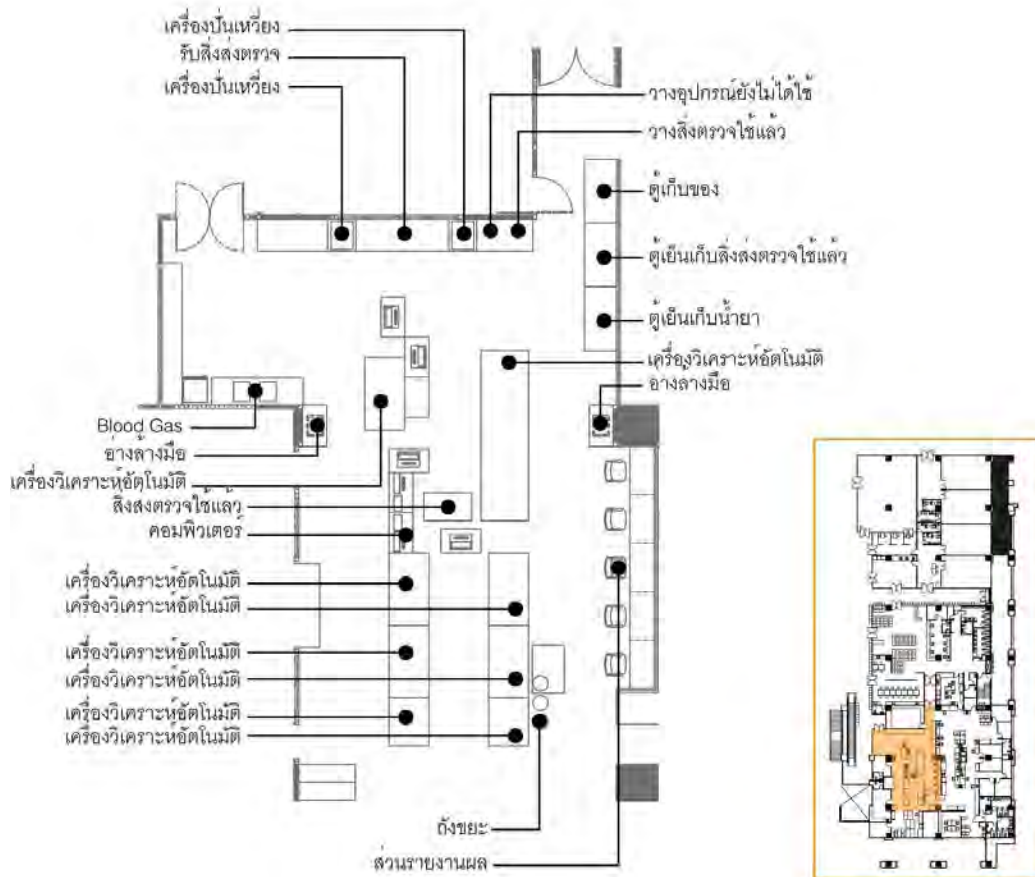 เครื่องปั่นเหวี่ยง
รับสิ่งส่งตรวจ
เครื่องปั่นเหวี่ยง
วางอุปกรณ์ยังไม่ได้ใช้
วางสิ่งตรวจใช้แล้ว
ตู้เก็บของ
ตู้เย็นเก็บสิ่งส่งตรวจใช้แล้ว
ตู้เย็นเก็บน้ำยา
เครื่องวิเคราะห์อัตโนมัติ
อางล้างมือ
Blood Gas
อ่างล้างมือ
เครื่องวิเคราะห์อัตโนมัติ
สิ่งส่งตรวจใช้แล้ว
คอมพิวเตอร์
เครื่องวิเคราะห์อัตโนมัติ
เครื่องวิเคราะห์อัตโนมัติ
เครื่องวิเคราะห์อัตโนมัติ
เครื่องวิเคราะห์อัตโนมัติ
เครื่องวิเคราะห์อัตโนมัติ
เครื่องวิเคราะห์อัตโนมัติ
ถังขยะ
ส่วนรายงานผล